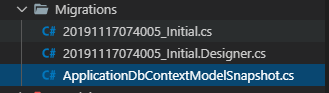 Migrations
C# 20191117074005_Initial.cs
C# 20191117074005_Initial.Designer.cs
C# ApplicationDbContextModelSnapshot.cs